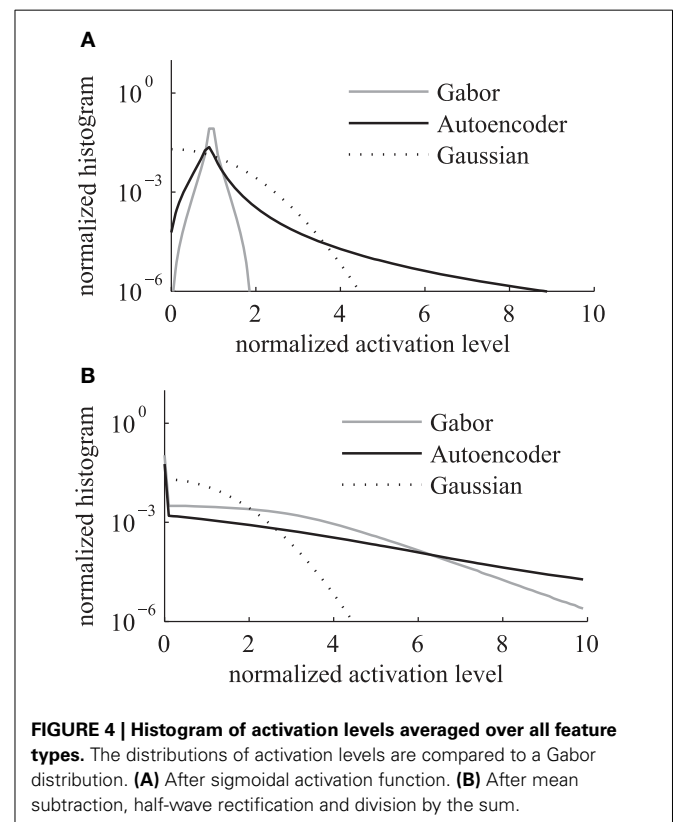 A
10^0
10^-3
10^-6
normalized histogram
Gabor
Autoencoder
Gaussian
0 2 4 6 8 10
normalized activation level
B
10^0
10^-3
10^-6
normalized histogram
Gabor
Autoencoder
Gaussian
0 2 4 6 8 10
normalized activation level
FIGURE 4 | Histogram of activation levels averaged over all feature
types. The distributions of activation levels are compared to a Gabor
distribution. (A) After sigmoidal activation function. (B) After mean
subtraction, half-wave rectification and division by the sum.